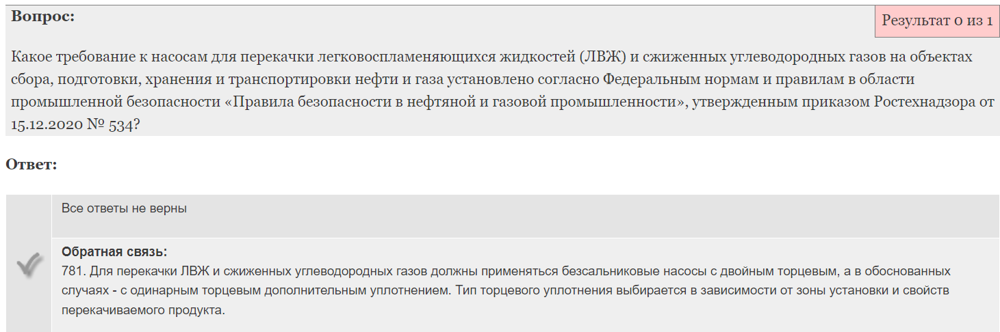 Вопрос:
Результат 0 из 1
Какое требование к насосам для перекачки легковоспламеняющихся жидкостей (ЛВЖ) и сжиженных углеводородных газов на объектах
сбора, подготовки, хранения и транспортировки нефти и газа установлено согласно Федеральным нормам и правилам в области
промышленной безопасности «Правила безопасности в нефтяной и газовой промышленности», утвержденным приказом Ростехнадзора от
15.12.2020 № 534?
Ответ:
Все ответы не верны
Обратная связь:
781. Для перекачки ЛВЖ и сжиженных углеводородных газов должны применяться безсальниковые насосы с двойным торцевым, а в обоснованных
случаях - с одинарным торцевым дополнительным уплотнением. Тип торцевого уплотнения выбирается в зависимости от зоны установки и свойств
перекачиваемого продукта.